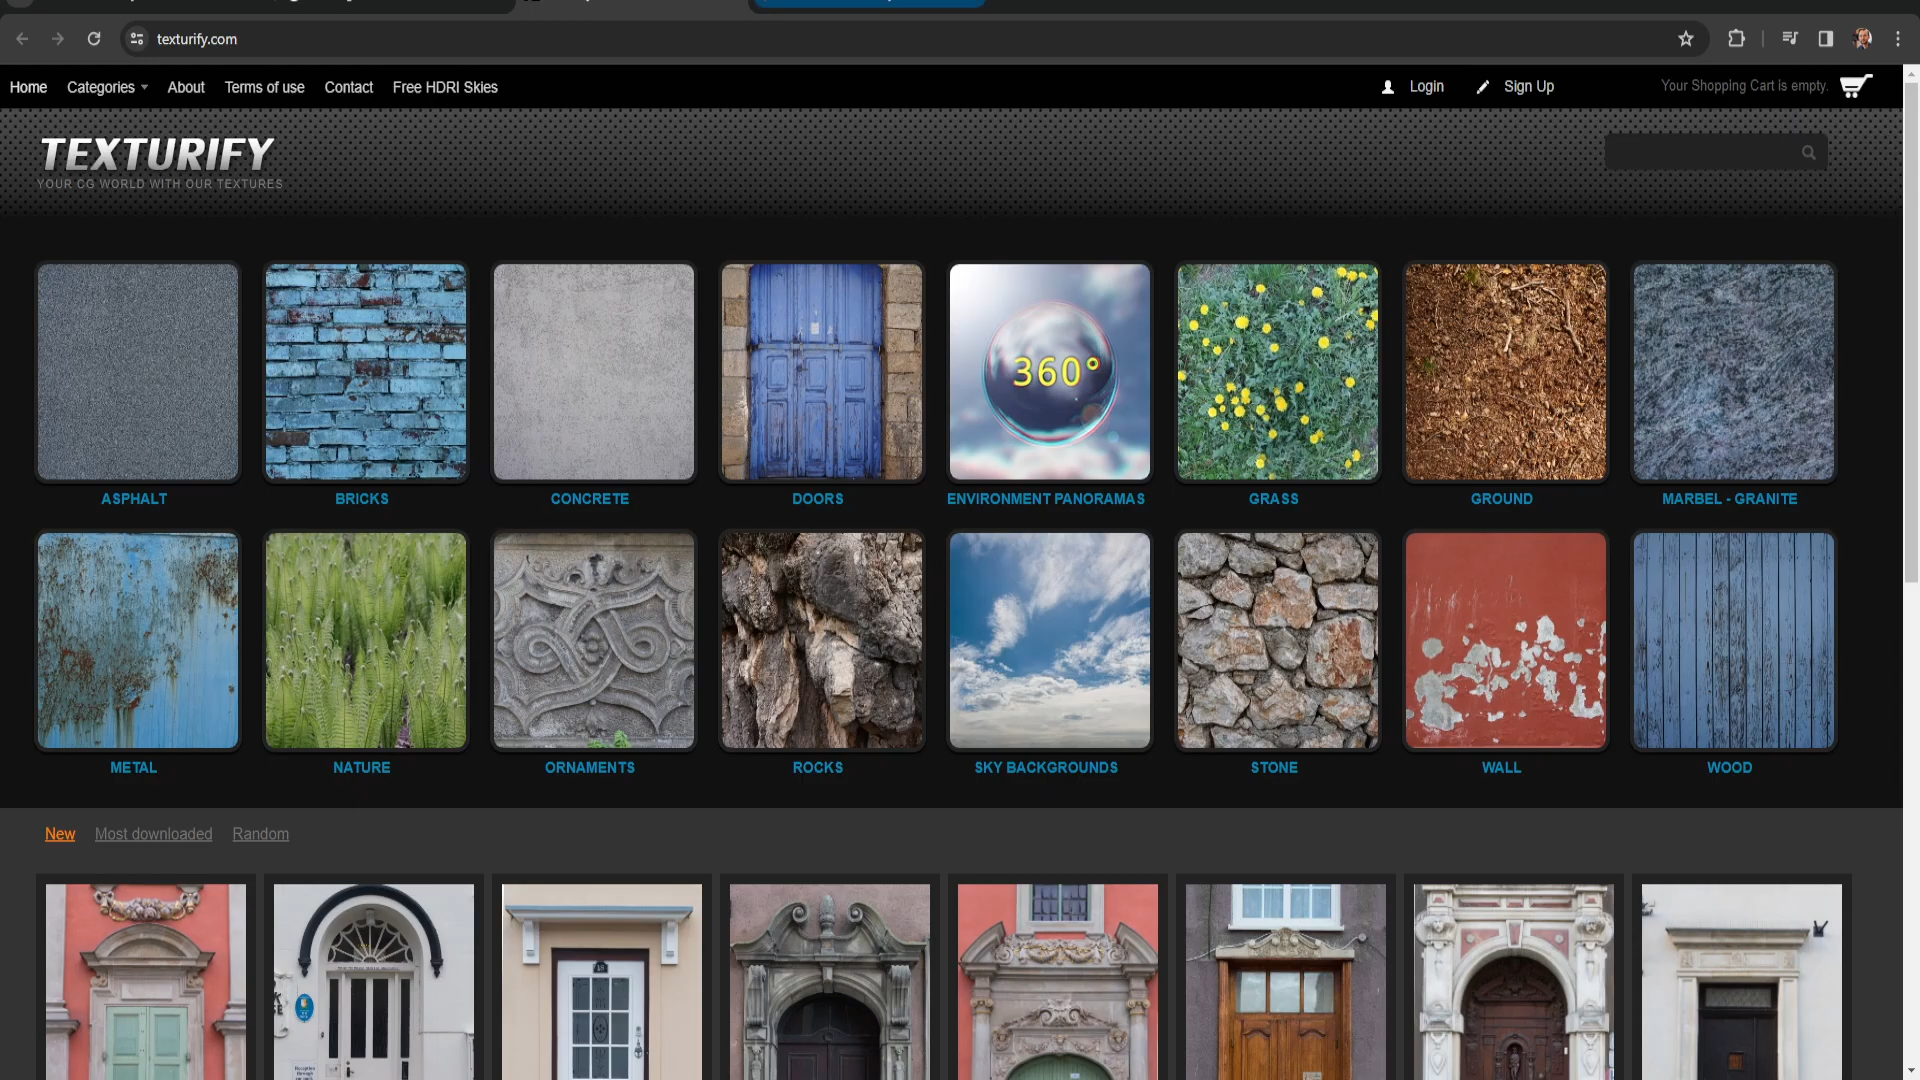 texturify.com
Home Categories About Terms of use Contact Free HDRI Skies Login Sign Up Your Shopping Cart is empty.
TEXTURIFY
YOUR CG WORLD WITH OUR TEXTURES
360°
ASPHALT BRICKS CONCRETE DOORS ENVIRONMENT PANORAMAS GRASS GROUND MARBEL - GRANITE
METAL NATURE ORNAMENTS ROCKS SKY BACKGROUNDS STONE WALL WOOD
New Most downloaded Random